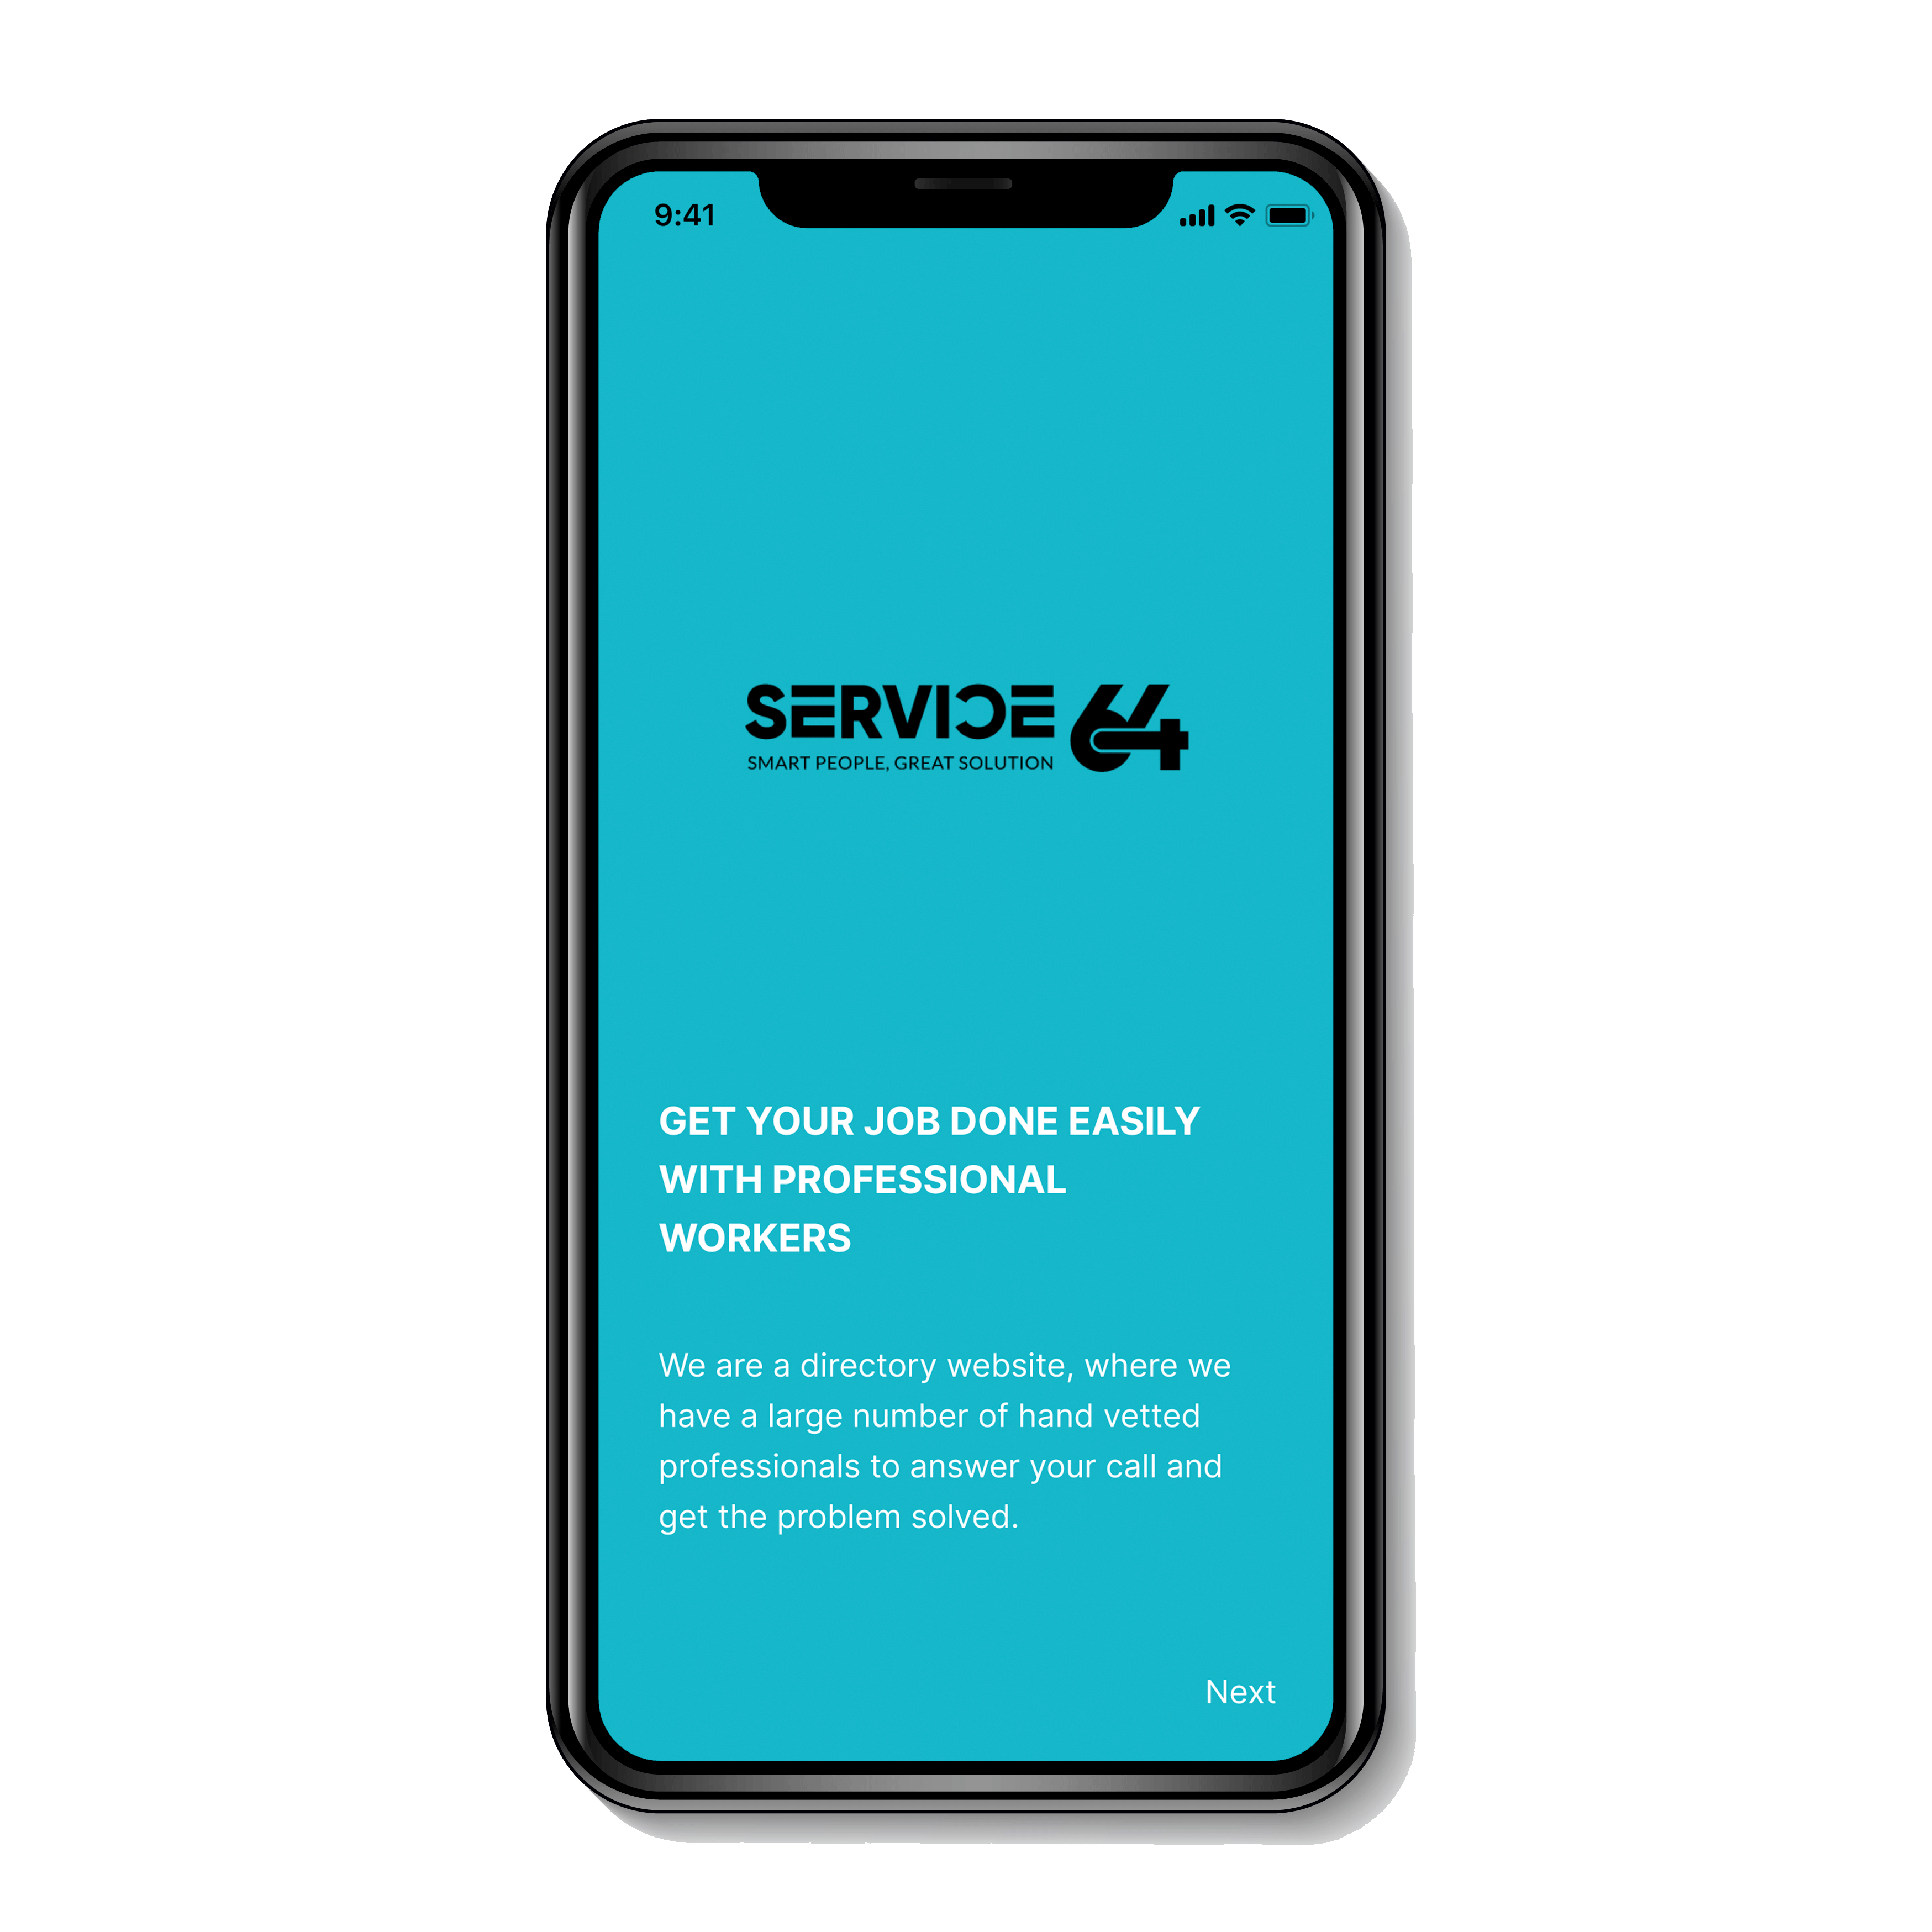 9:41
SERVICE 64
SMART PEOPLE, GREAT SOLUTION
GET YOUR JOB DONE EASILY
WITH PROFESSIONAL
WORKERS
We are a directory website, where we
have a large number of hand vetted
professionals to answer your call and
get the problem solved.
Next